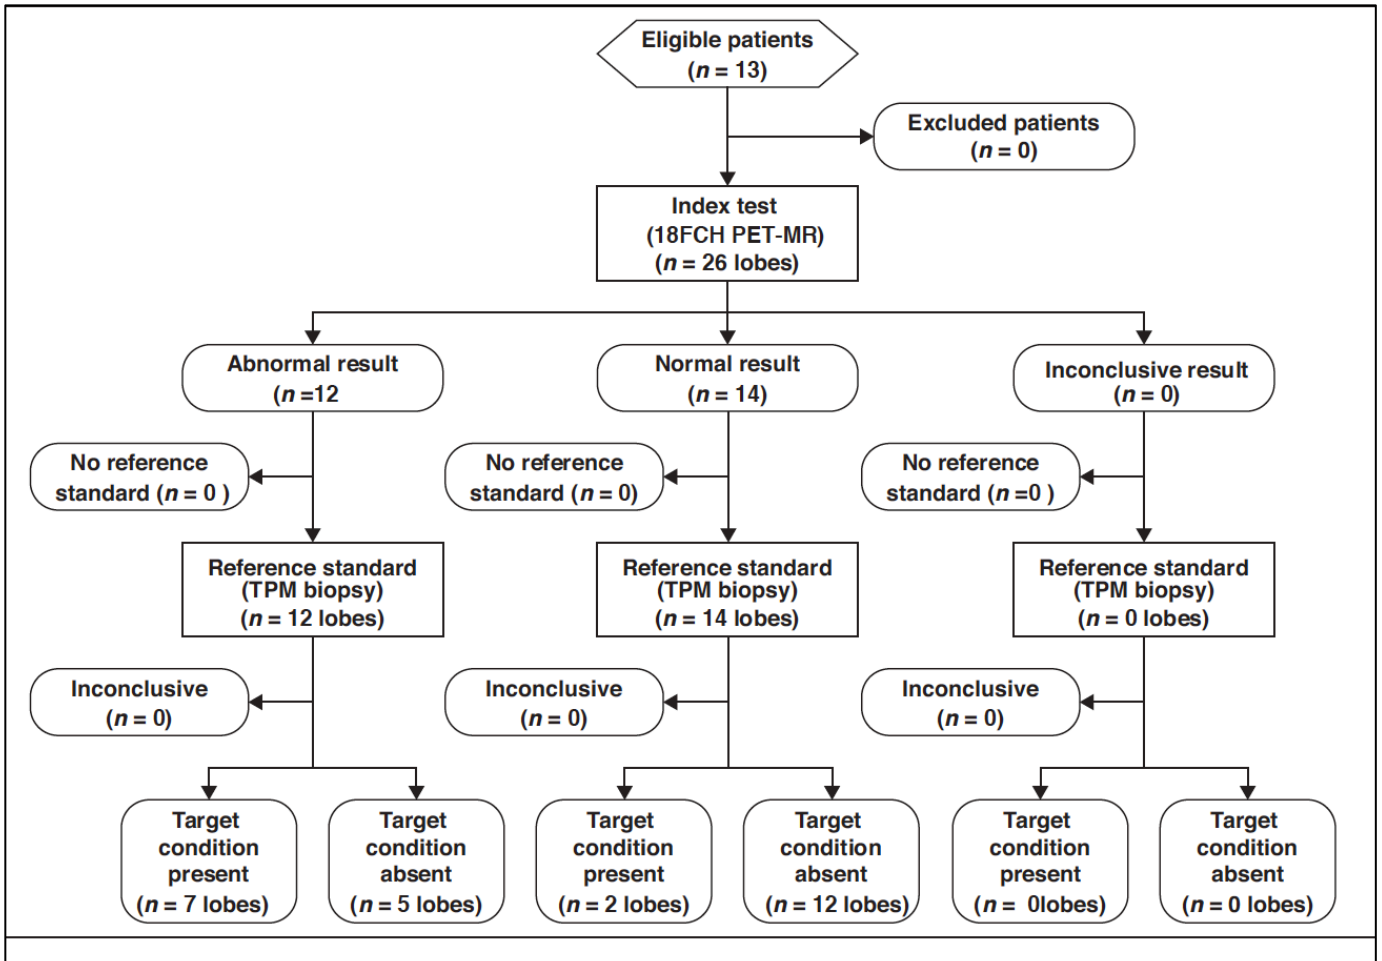 Eligible patients
(n = 13)
Excluded patients
(n = 0)
Index test
(18FCH PET-MR)
(n = 26 lobes)
Abnormal result
(n =12
Normal result
(n = 14)
Inconclusive result
(n = 0)
No reference
standard (n = 0 )
No reference
standard (n = 0)
No reference
standard (n =0 )
Reference standard
(TPM biopsy)
(n = 12 lobes)
Reference standard
(TPM biopsy)
(n = 14 lobes)
Reference standard
(TPM biopsy)
(n = 0 lobes)
Inconclusive
(n = 0)
Inconclusive
(n = 0)
Inconclusive
(n = 0)
Target
condition
present
(n = 7 lobes)
Target
condition
absent
(n = 5 lobes)
Target
condition
present
(n = 2 lobes)
Target
condition
absent
(n = 12 lobes)
Target
condition
present
(n =  0lobes)
Target
condition
absent
(n = 0 lobes)